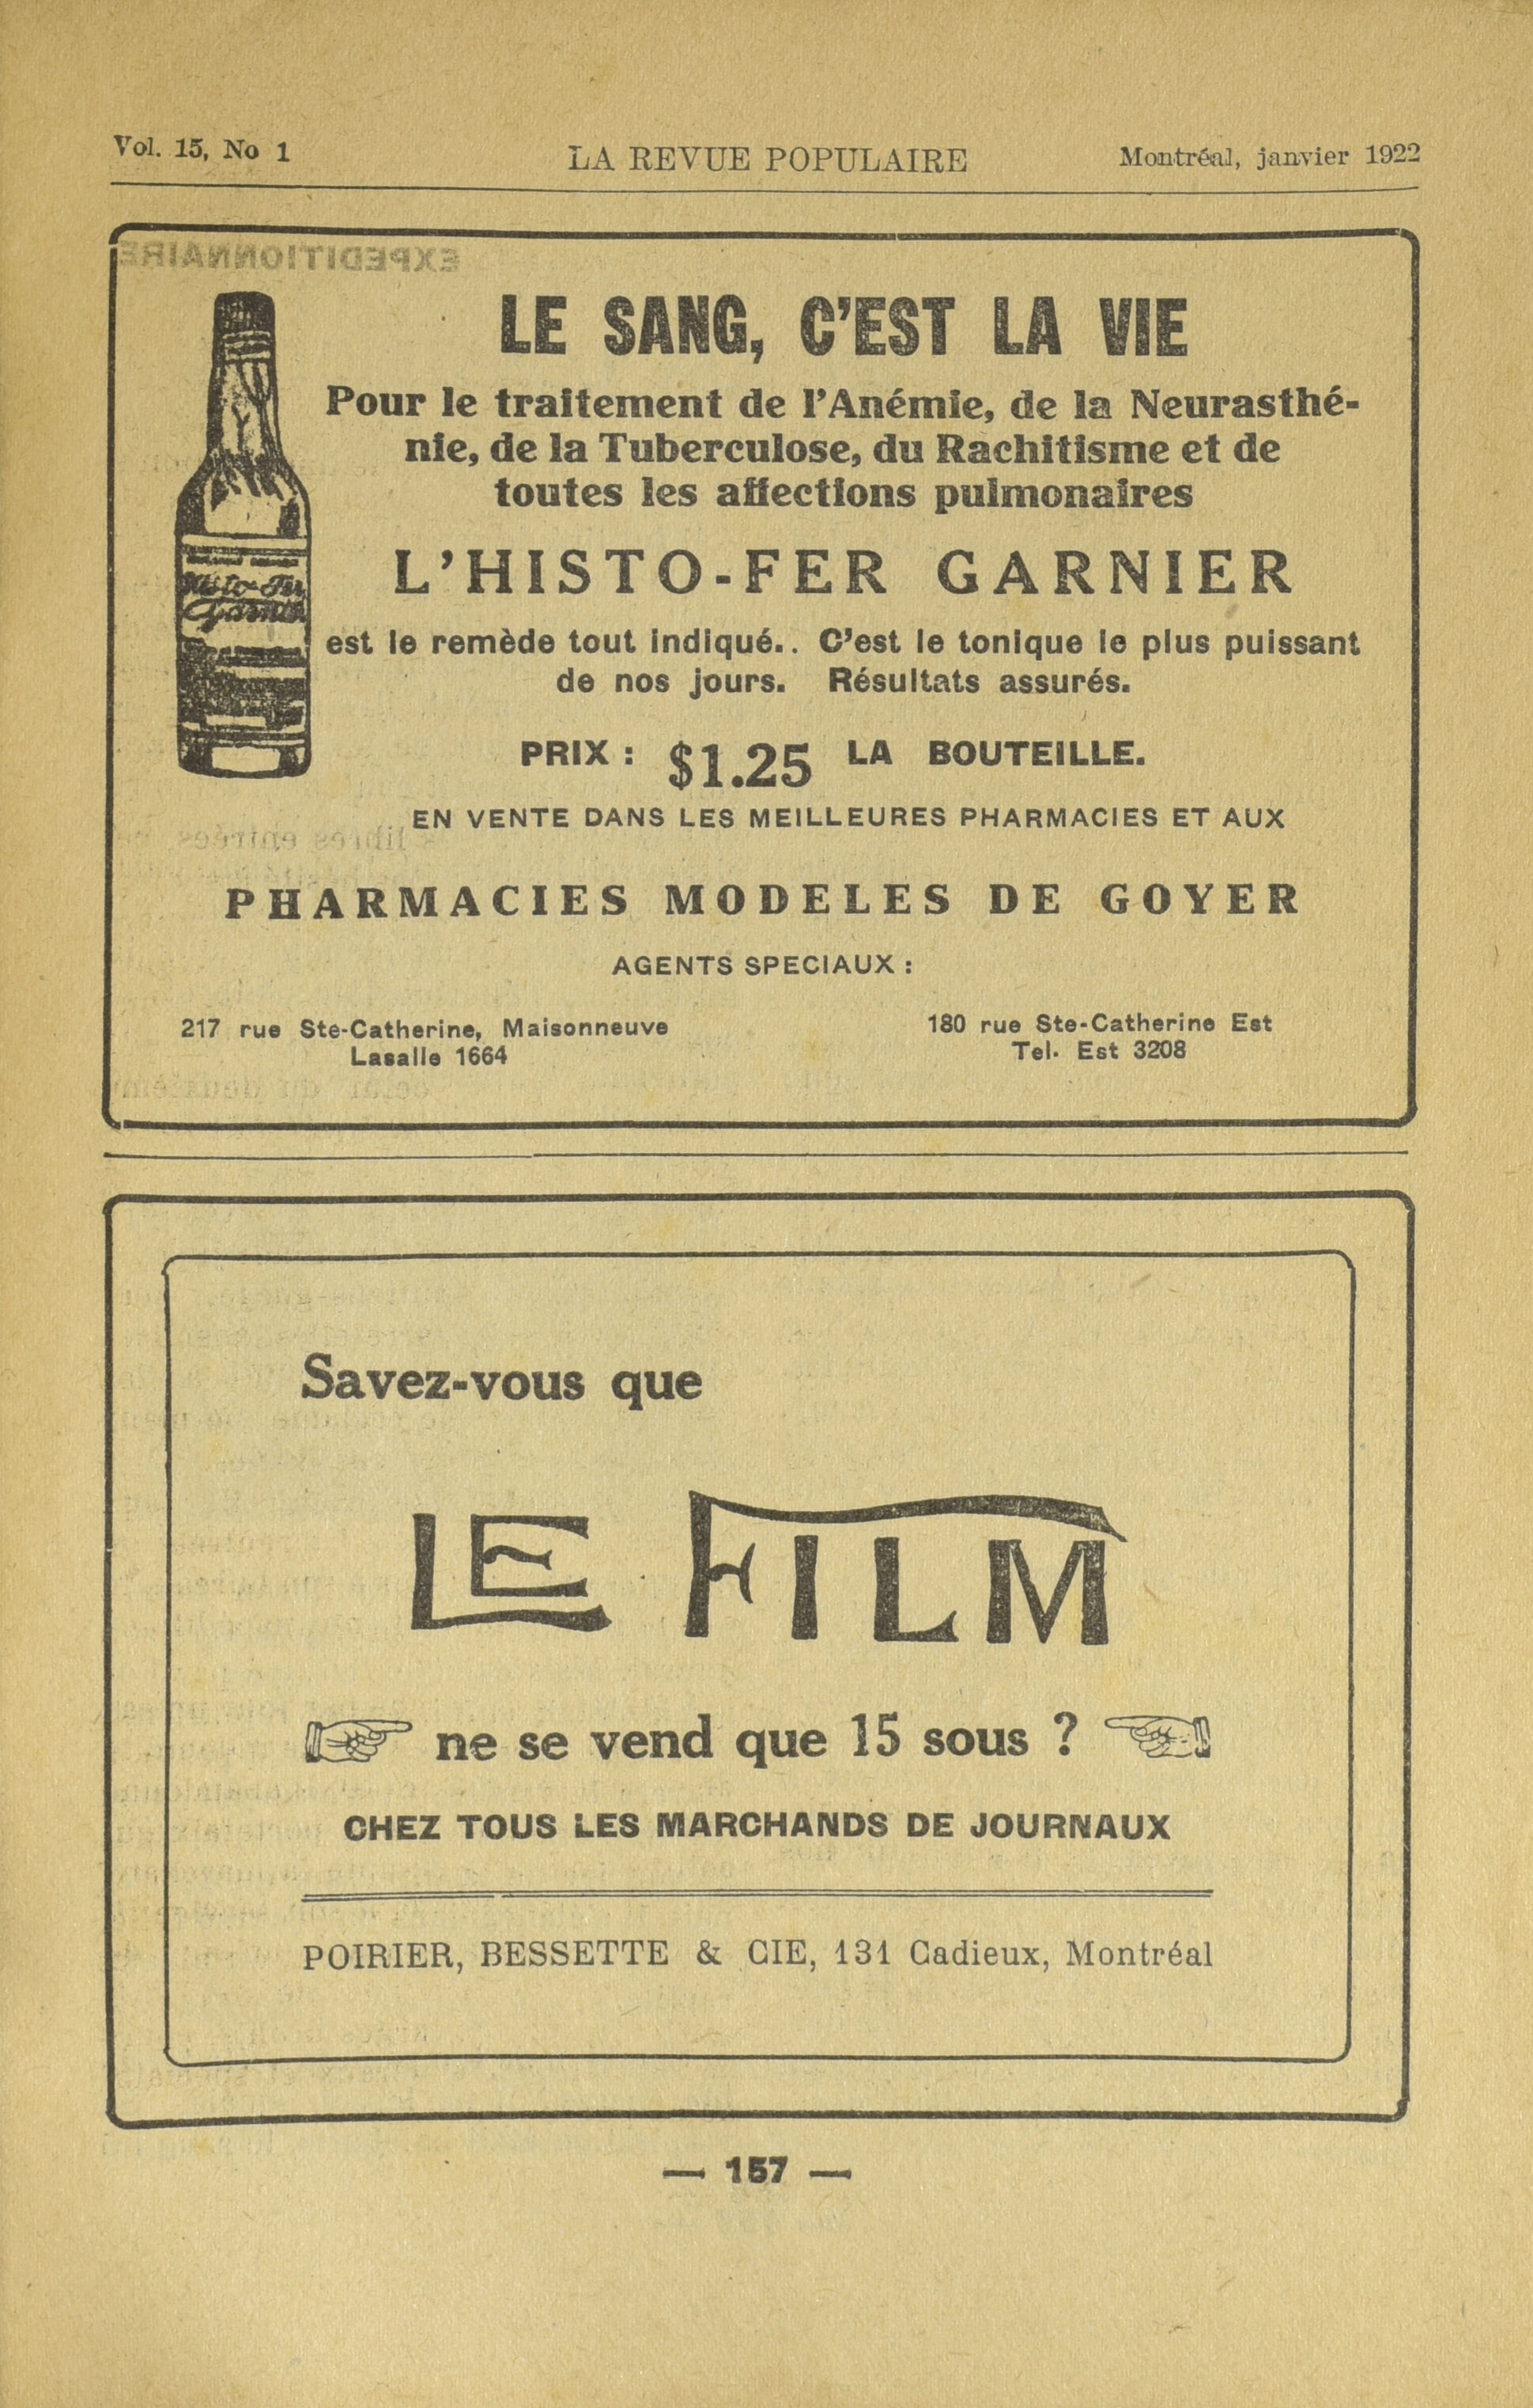 Vol. 15, No 1 LA REVUE POPULAIRE Montréal, janvier 1922
LE SANG, C'EST LA VIE
Pour le traitement de l'Anémie, de la Neurasthé-
nie, de la Tuberculose, du Rachitisme et de
toutes les affections pulmonaires
L'HISTO-FER GARNIER
Histo-Fer
Garnier
est le remède tout indiqué.. C'est le tonique le plus puissant
de nos jours. Résultats assurés.
PRIX : $1.25 LA BOUTEILLE.
EN VENTE DANS LES MEILLEURES PHARMACIES ET AUX
PHARMACIES MODELES DE GOYER
AGENTS SPECIAUX :
217 rue Ste-Catherine, Maisonneuve
Lasalle 1664
180 rue Ste-Catherine Est
Tel. Est 3208
Savez-vous que
LE FILM
ne se vend que 15 sous ?
CHEZ TOUS LES MARCHANDS DE JOURNAUX
POIRIER, BESSETTE & CIE, 131 Cadieux, Montréal
— 157 —